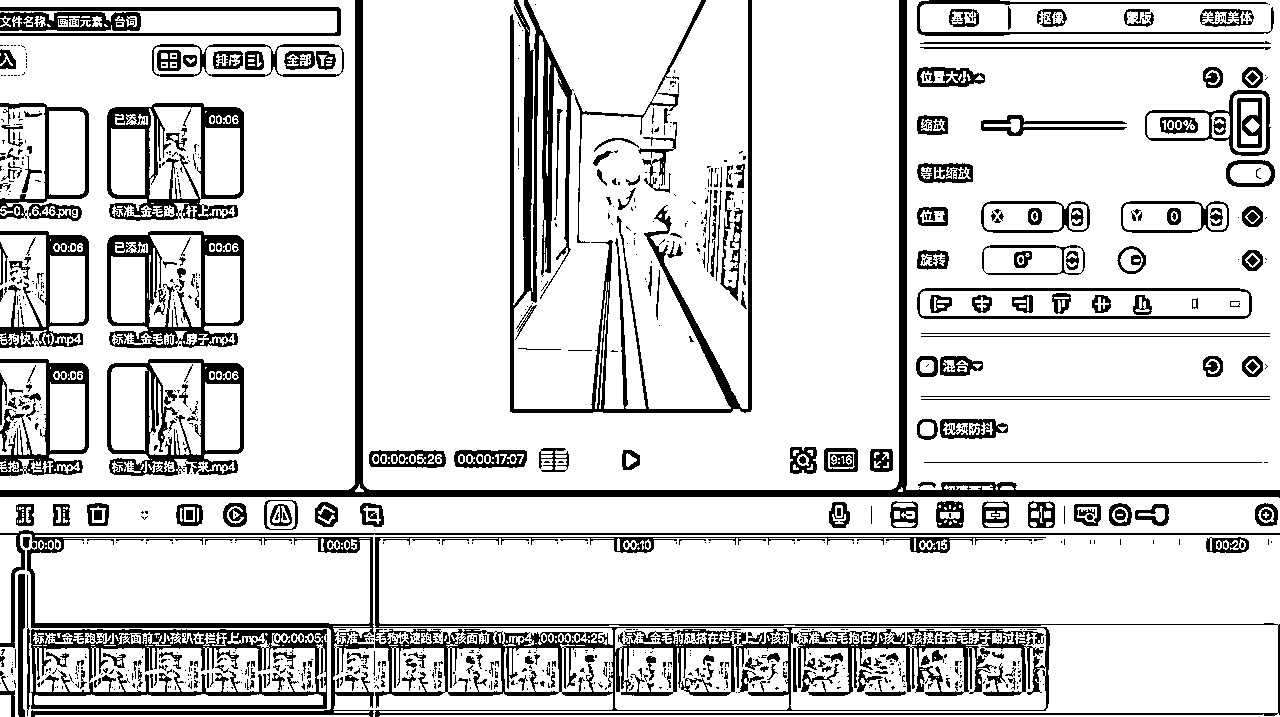 文件名称、画面元素、台词
入
排序
全部
已添加
00:06
6-0...6.46.png
标准_金毛跑...杆上.mp4
00:06
已添加
00:06
毛狗快...(1).mp4
标准_金毛前...脖子.mp4
00:06
00:06
毛抱...栏杆.mp4
标准_小孩抱...下来.mp4
00:00:05:26
00:00:17:07
9:16
基础
抠像
蒙版
美颜美体
位置大小
缩放
100%
等比缩放
位置
X
0
Y
0
旋转
0°
混合
视频防抖
00:00
00:05
00:10
00:15
00:20
标准_金毛跑到小孩面前_小孩趴在栏杆上.mp4
00:00:05:
标准_金毛狗快速跑到小孩面前 (1).mp4
00:00:04:25
标准_金毛前腿搭在栏杆上_小孩
标准_金毛抱住小孩_小孩搂住金毛脖子翻过栏杆